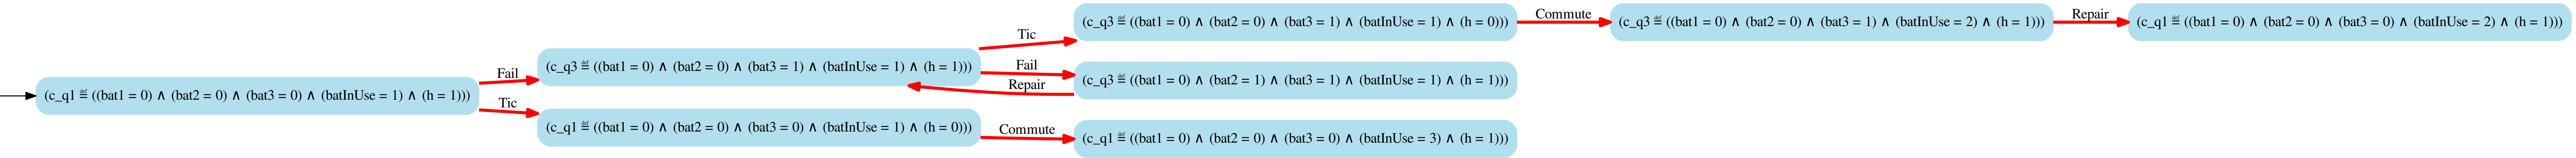 (c_q3 ≝ ((bat1 = 0) ∧ (bat2 = 0) ∧ (bat3 = 1) ∧ (batInUse = 1) ∧ (h = 0)))
Commute
(c_q3 ≝ ((bat1 = 0) ∧ (bat2 = 0) ∧ (bat3 = 1) ∧ (batInUse = 2) ∧ (h = 1)))
Repair
(c_q1 ≝ ((bat1 = 0) ∧ (bat2 = 0) ∧ (bat3 = 0) ∧ (batInUse = 2) ∧ (h = 1)))
Tic
(c_q3 ≝ ((bat1 = 0) ∧ (bat2 = 0) ∧ (bat3 = 1) ∧ (batInUse = 1) ∧ (h = 1)))
Fail
Fail
(c_q3 ≝ ((bat1 = 0) ∧ (bat2 = 1) ∧ (bat3 = 1) ∧ (batInUse = 1) ∧ (h = 1)))
Repair
(c_q1 ≝ ((bat1 = 0) ∧ (bat2 = 0) ∧ (bat3 = 0) ∧ (batInUse = 1) ∧ (h = 1)))
Tic
(c_q1 ≝ ((bat1 = 0) ∧ (bat2 = 0) ∧ (bat3 = 0) ∧ (batInUse = 1) ∧ (h = 0)))
Commute
(c_q1 ≝ ((bat1 = 0) ∧ (bat2 = 0) ∧ (bat3 = 0) ∧ (batInUse = 3) ∧ (h = 1)))